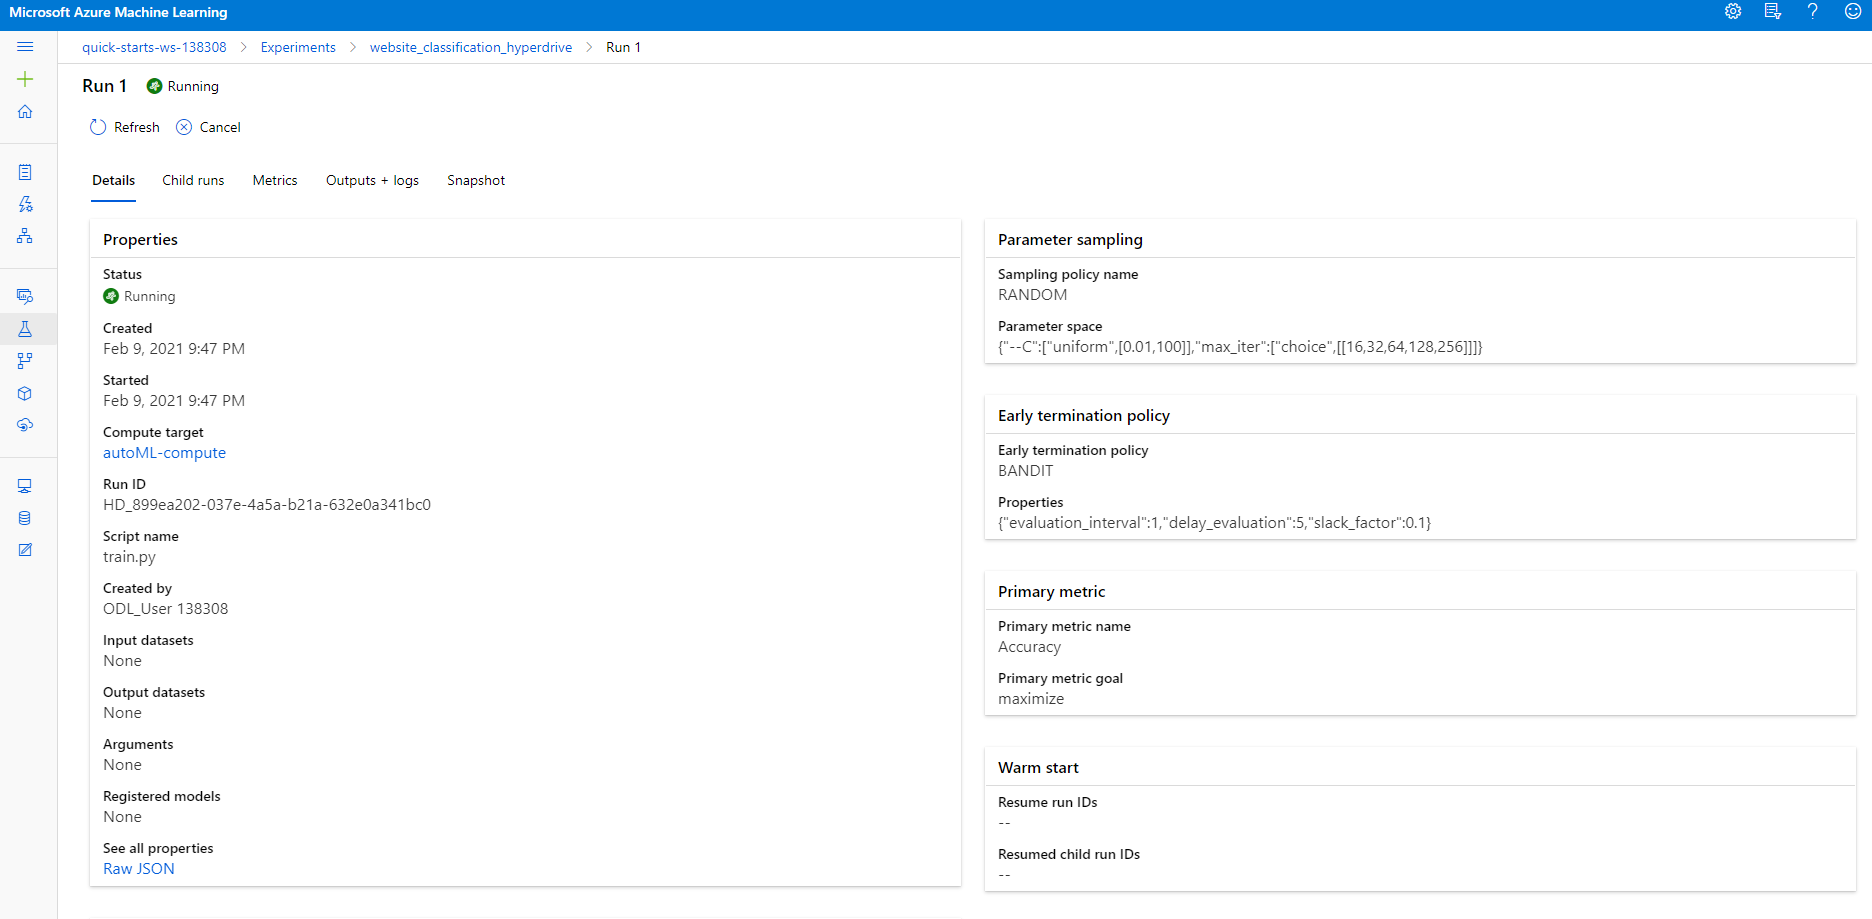 Microsoft Azure Machine Learning
quick-starts-ws-138308 > Experiments > website_classification_hyperdrive > Run 1
Run 1 Running
Refresh Cancel
Details Child runs Metrics Outputs + logs Snapshot
Properties
Status
Running
Created
Feb 9, 2021 9:47 PM
Started
Feb 9, 2021 9:47 PM
Compute target
autoML-compute
Run ID
HD_899ea202-037e-4a5a-b21a-632e0a341bc0
Script name
train.py
Created by
ODL_User 138308
Input datasets
None
Output datasets
None
Arguments
None
Registered models
None
See all properties
Raw JSON
Parameter sampling
Sampling policy name
RANDOM
Parameter space
{"--C":["uniform",[0.01,100]],"max_iter":["choice",[[16,32,64,128,256]]]}
Early termination policy
Early termination policy
BANDIT
Properties
{"evaluation_interval":1,"delay_evaluation":5,"slack_factor":0.1}
Primary metric
Primary metric name
Accuracy
Primary metric goal
maximize
Warm start
Resume run IDs
--
Resumed child run IDs
--